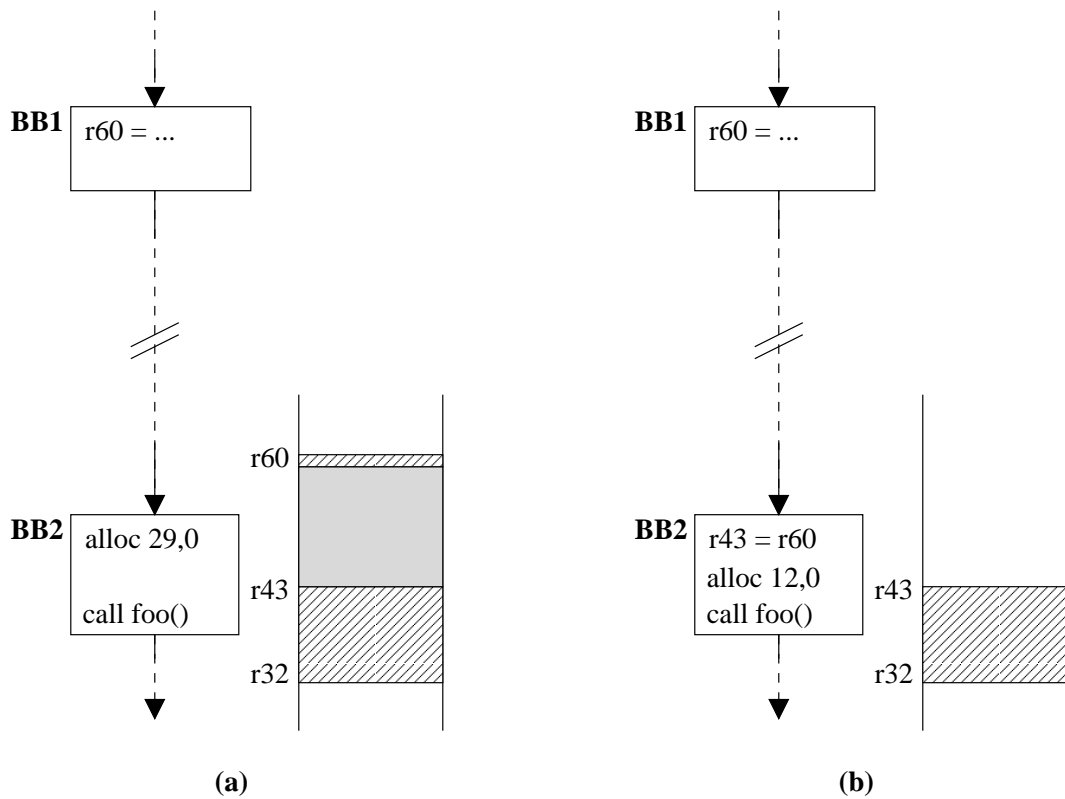 BB1
r60 = ...
r60
BB2
alloc 29,0
r43
call foo()
r32
(a)
BB1
r60 = ...
BB2
r43 = r60
alloc 12,0
r43
call foo()
r32
(b)